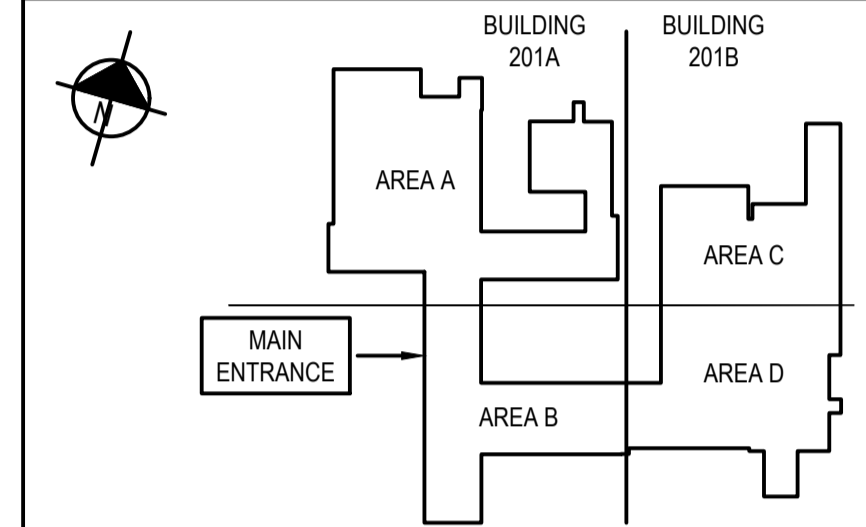 BUILDING
201A
BUILDING
201B
N
AREA A
AREA C
MAIN
ENTRANCE
AREA D
AREA B